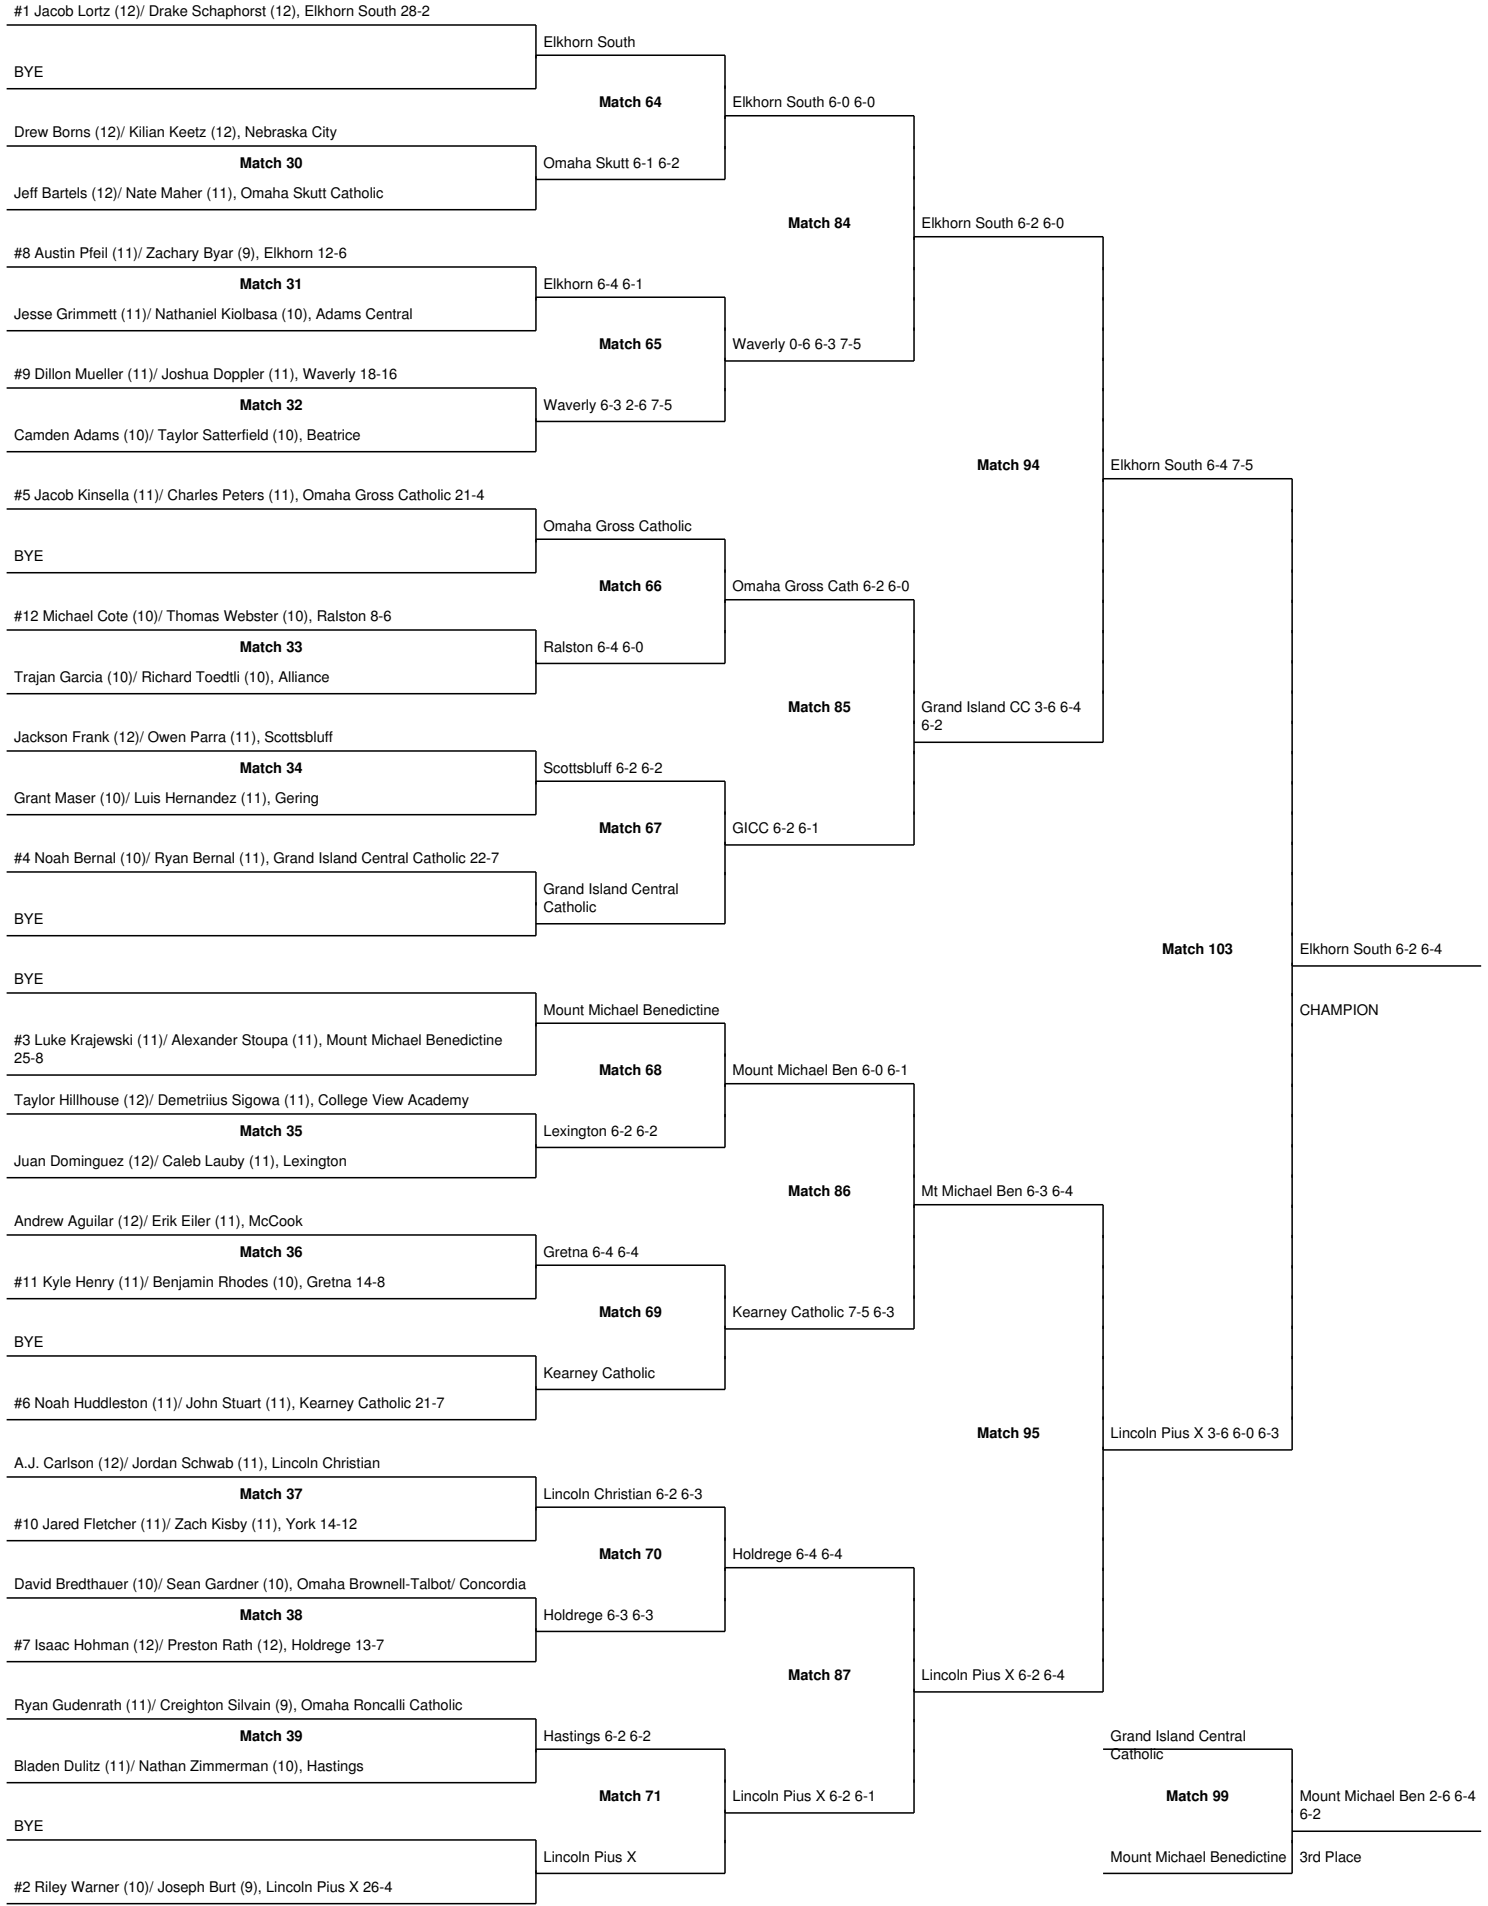 #1 Jacob Lortz (12)/ Drake Schaphorst (12), Elkhorn South 28-2
Elkhorn South
BYE
Match 64
Elkhorn South 6-0 6-0
Drew Borns (12)/ Kilian Keetz (12), Nebraska City
Match 30
Omaha Skutt 6-1 6-2
Jeff Bartels (12)/ Nate Maher (11), Omaha Skutt Catholic
Match 84
Elkhorn South 6-2 6-0
#8 Austin Pfeil (11)/ Zachary Byar (9), Elkhorn 12-6
Match 31
Elkhorn 6-4 6-1
Jesse Grimmett (11)/ Nathaniel Kiolbasa (10), Adams Central
Match 65
Waverly 0-6 6-3 7-5
#9 Dillon Mueller (11)/ Joshua Doppler (11), Waverly 18-16
Match 32
Waverly 6-3 2-6 7-5
Camden Adams (10)/ Taylor Satterfield (10), Beatrice
Match 94
Elkhorn South 6-4 7-5
#5 Jacob Kinsella (11)/ Charles Peters (11), Omaha Gross Catholic 21-4
Omaha Gross Catholic
BYE
Match 66
Omaha Gross Cath 6-2 6-0
#12 Michael Cote (10)/ Thomas Webster (10), Ralston 8-6
Match 33
Ralston 6-4 6-0
Trajan Garcia (10)/ Richard Toedtli (10), Alliance
Match 85
Grand Island CC 3-6 6-4
6-2
Jackson Frank (12)/ Owen Parra (11), Scottsbluff
Match 34
Scottsbluff 6-2 6-2
Grant Maser (10)/ Luis Hernandez (11), Gering
Match 67
GICC 6-2 6-1
#4 Noah Bernal (10)/ Ryan Bernal (11), Grand Island Central Catholic 22-7
Grand Island Central
Catholic
BYE
Match 103
Elkhorn South 6-2 6-4
BYE
Mount Michael Benedictine
CHAMPION
#3 Luke Krajewski (11)/ Alexander Stoupa (11), Mount Michael Benedictine
25-8
Match 68
Mount Michael Ben 6-0 6-1
Taylor Hillhouse (12)/ Demetriius Sigowa (11), College View Academy
Match 35
Lexington 6-2 6-2
Juan Dominguez (12)/ Caleb Lauby (11), Lexington
Match 86
Mt Michael Ben 6-3 6-4
Andrew Aguilar (12)/ Erik Eiler (11), McCook
Match 36
Gretna 6-4 6-4
#11 Kyle Henry (11)/ Benjamin Rhodes (10), Gretna 14-8
Match 69
Kearney Catholic 7-5 6-3
BYE
Kearney Catholic
#6 Noah Huddleston (11)/ John Stuart (11), Kearney Catholic 21-7
Match 95
Lincoln Pius X 3-6 6-0 6-3
A.J. Carlson (12)/ Jordan Schwab (11), Lincoln Christian
Match 37
Lincoln Christian 6-2 6-3
#10 Jared Fletcher (11)/ Zach Kisby (11), York 14-12
Match 70
Holdrege 6-4 6-4
David Bredthauer (10)/ Sean Gardner (10), Omaha Brownell-Talbot/ Concordia
Match 38
Holdrege 6-3 6-3
#7 Isaac Hohman (12)/ Preston Rath (12), Holdrege 13-7
Match 87
Lincoln Pius X 6-2 6-4
Ryan Gudenrath (11)/ Creighton Silvain (9), Omaha Roncalli Catholic
Match 39
Hastings 6-2 6-2
Grand Island Central
Catholic
Bladen Dulitz (11)/ Nathan Zimmerman (10), Hastings
Match 71
Lincoln Pius X 6-2 6-1
Match 99
Mount Michael Ben 2-6 6-4
6-2
BYE
Lincoln Pius X
Mount Michael Benedictine
3rd Place
#2 Riley Warner (10)/ Joseph Burt (9), Lincoln Pius X 26-4